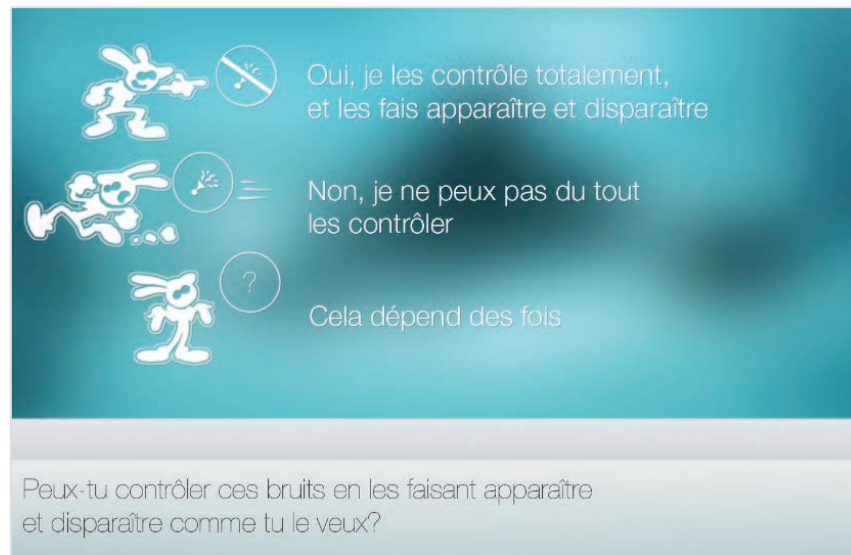 Oui, je les contrôle totalement,
et les fais apparaître et disparaître
Non, je ne peux pas du tout
les contrôler
?
Cela dépend des fois
Peux-tu contrôler ces bruits en les faisant apparaître
et disparaître comme tu le veux?